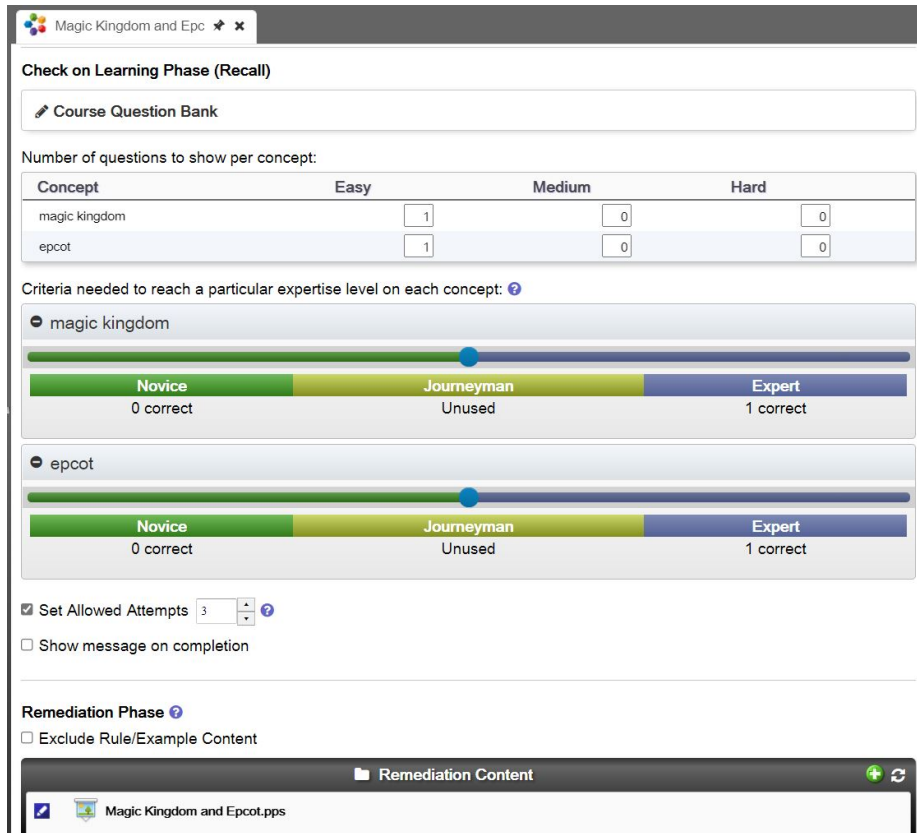 Magic Kingdom and Epc
Check on Learning Phase (Recall)
Course Question Bank
Number of questions to show per concept:
Concept Easy Medium Hard
magic kingdom 1 0 0
epcot 1 0 0
Criteria needed to reach a particular expertise level on each concept:
magic kingdom
Novice Journeyman Expert
0 correct Unused 1 correct
epcot
Novice Journeyman Expert
0 correct Unused 1 correct
Set Allowed Attempts 3
Show message on completion
Remediation Phase
Exclude Rule/Example Content
Remediation Content
Magic Kingdom and Epcot.pps